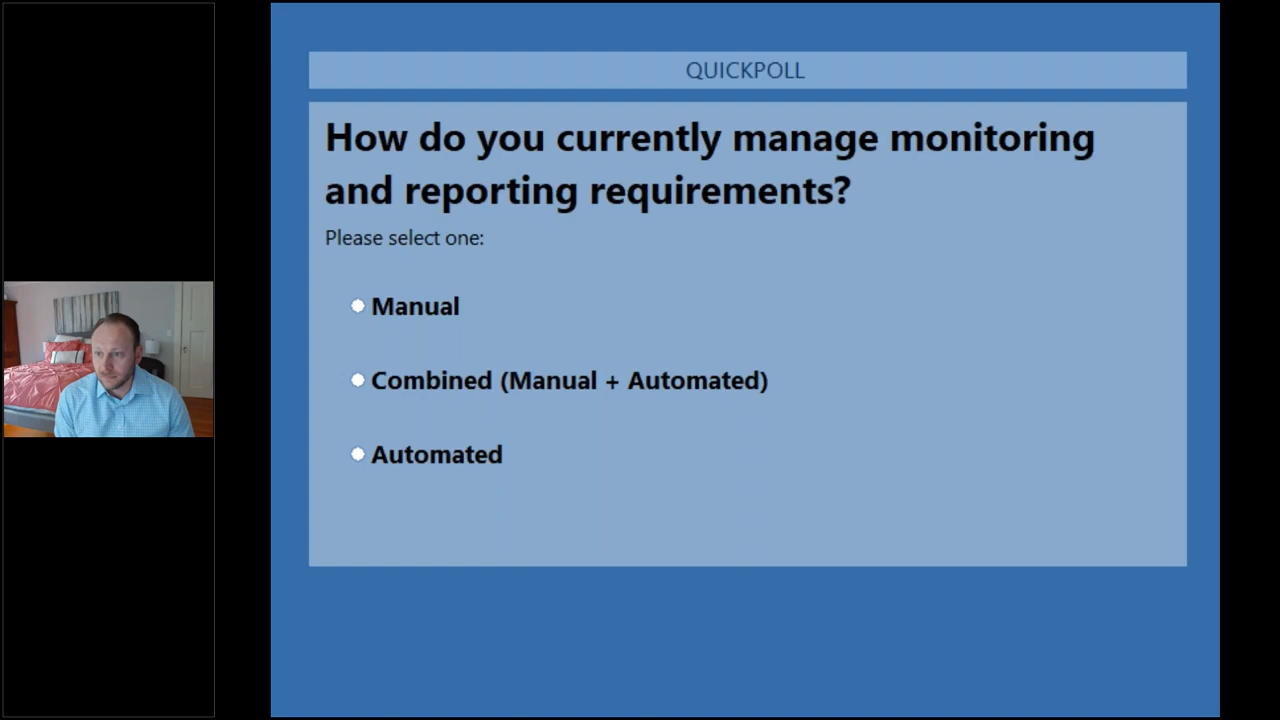 QUICKPOLL
How do you currently manage monitoring
and reporting requirements?
Please select one:
Manual
Combined (Manual + Automated)
Automated